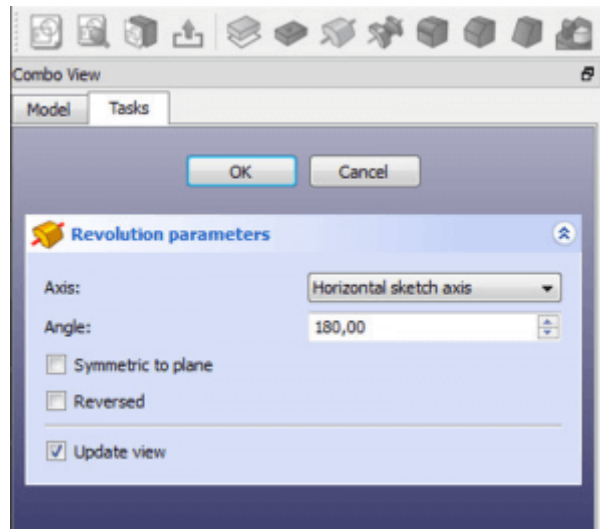 Combo View
Model Tasks
OK Cancel
Revolution parameters
Axis: Horizontal sketch axis
Angle: 180,00
Symmetric to plane
Reversed
Update view